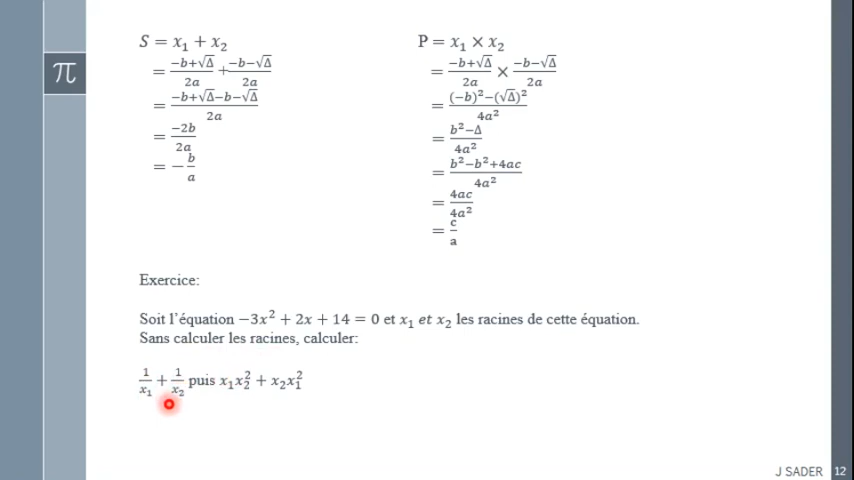 π
S = x₁ + x₂
= (-b+√Δ)/2a + (-b-√Δ)/2a
= (-b+√Δ-b-√Δ)/2a
= -2b/2a
= -b/a
P = x₁ × x₂
= (-b+√Δ)/2a × (-b-√Δ)/2a
= ((-b)²-(√Δ)²)/4a²
= (b²-Δ)/4a²
= (b²-b²+4ac)/4a²
= 4ac/4a²
= c/a
Exercice:
Soit l'équation −3x² + 2x + 14 = 0 et x₁ et x₂ les racines de cette équation.
Sans calculer les racines, calculer:
1/x₁ + 1/x₂ puis x₁x₂² + x₂x₁²
J SADER 12